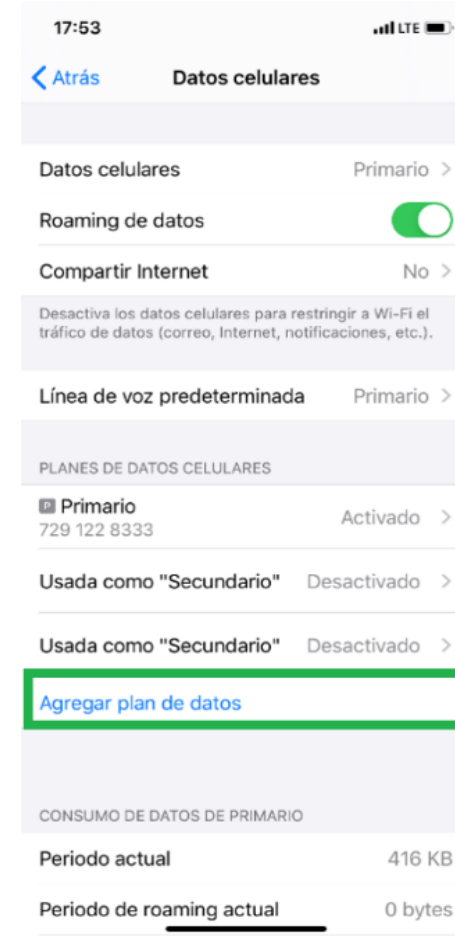 17:53 LTE
Atrás Datos celulares
Datos celulares Primario
Roaming de datos
Compartir Internet No
Desactiva los datos celulares para restringir a Wi-Fi el
tráfico de datos (correo, Internet, notificaciones, etc.).
Línea de voz predeterminada Primario
PLANES DE DATOS CELULARES
P Primario Activado
729 122 8333
Usada como "Secundario" Desactivado
Usada como "Secundario" Desactivado
Agregar plan de datos
CONSUMO DE DATOS DE PRIMARIO
Periodo actual 416 KB
Periodo de roaming actual 0 bytes